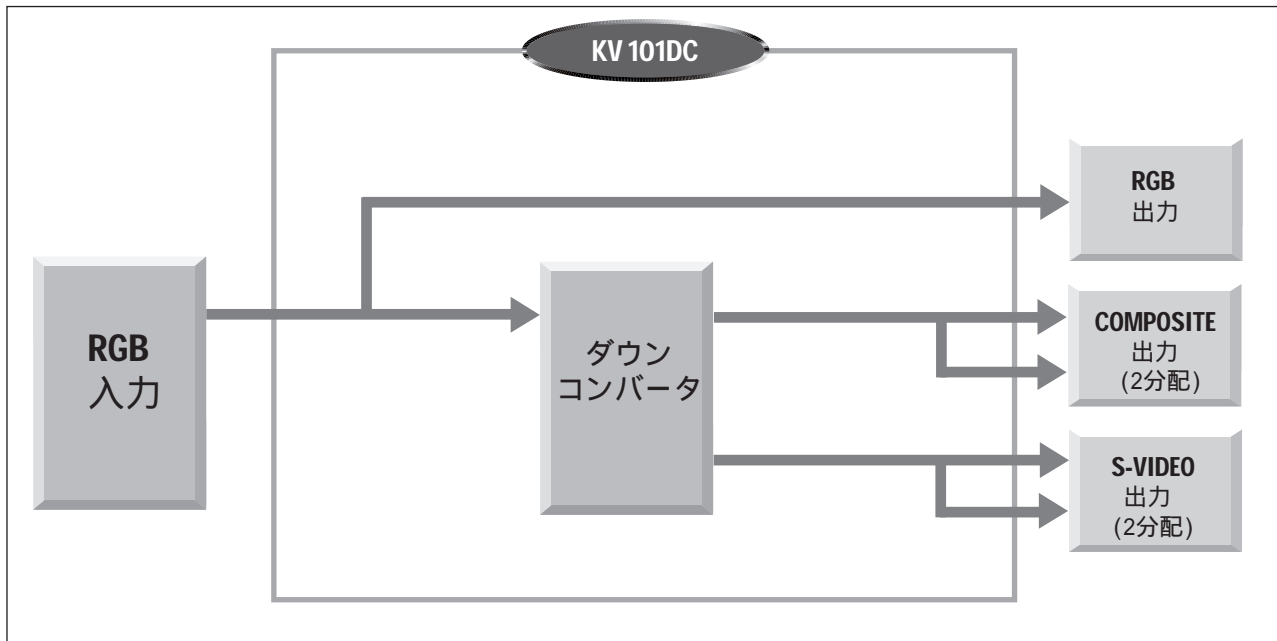 KV 101DC
RGB
入力
ダウン
コンバータ
RGB
出力
COMPOSITE
出力
(2分配)
S-VIDEO
出力
(2分配)